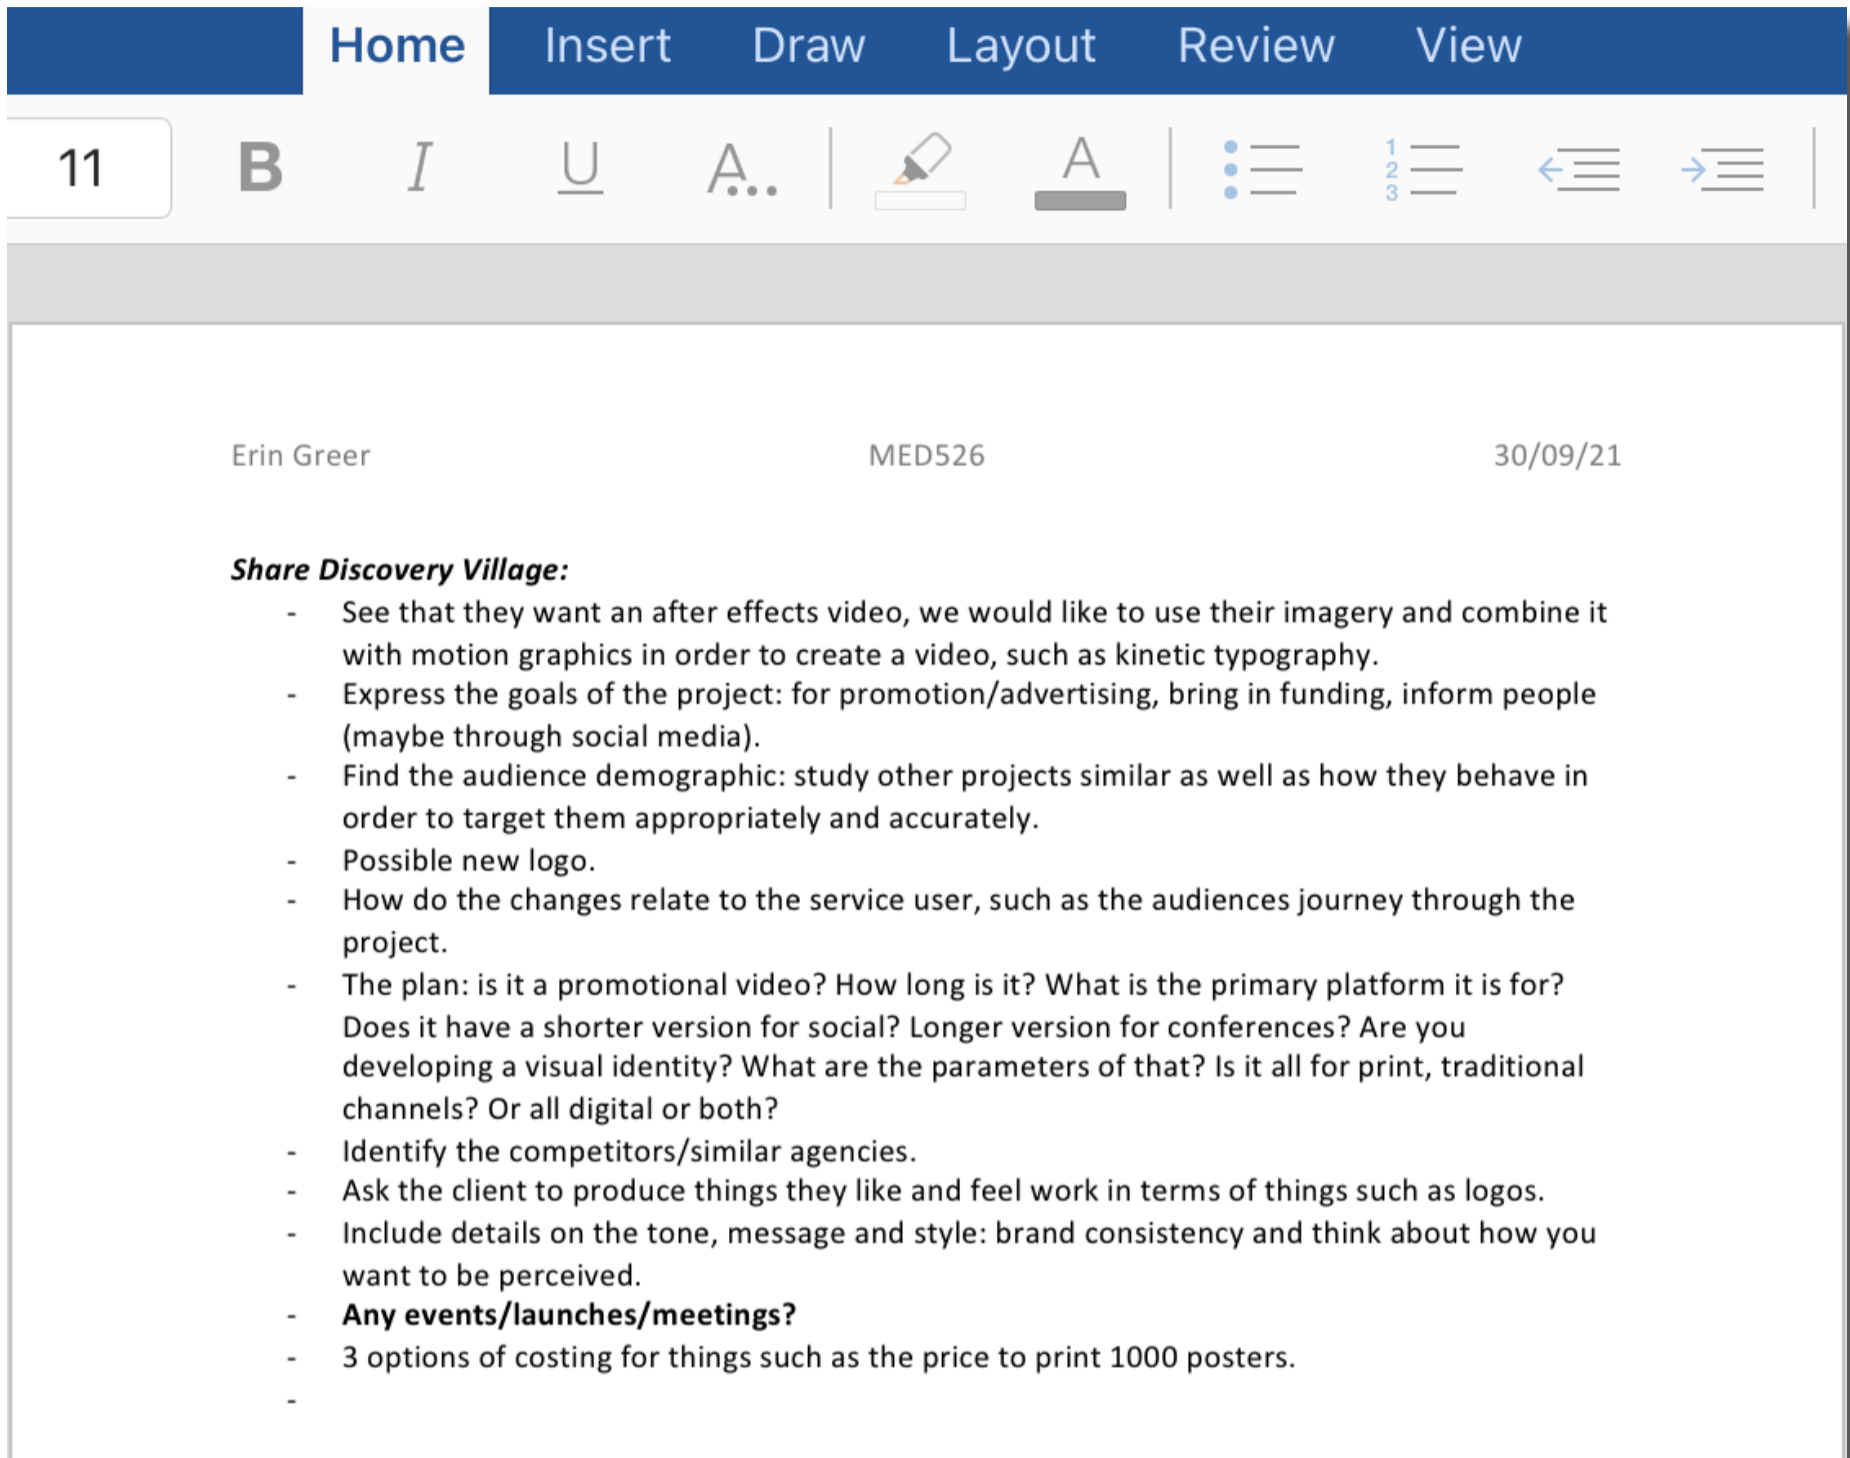 Home Insert Draw Layout Review View
11 B I U A... A 1 2 3
Erin Greer MED526 30/09/21
Share Discovery Village:
- See that they want an after effects video, we would like to use their imagery and combine it
with motion graphics in order to create a video, such as kinetic typography.
- Express the goals of the project: for promotion/advertising, bring in funding, inform people
(maybe through social media).
- Find the audience demographic: study other projects similar as well as how they behave in
order to target them appropriately and accurately.
- Possible new logo.
- How do the changes relate to the service user, such as the audiences journey through the
project.
- The plan: is it a promotional video? How long is it? What is the primary platform it is for?
Does it have a shorter version for social? Longer version for conferences? Are you
developing a visual identity? What are the parameters of that? Is it all for print, traditional
channels? Or all digital or both?
- Identify the competitors/similar agencies.
- Ask the client to produce things they like and feel work in terms of things such as logos.
- Include details on the tone, message and style: brand consistency and think about how you
want to be perceived.
- Any events/launches/meetings?
- 3 options of costing for things such as the price to print 1000 posters.
-